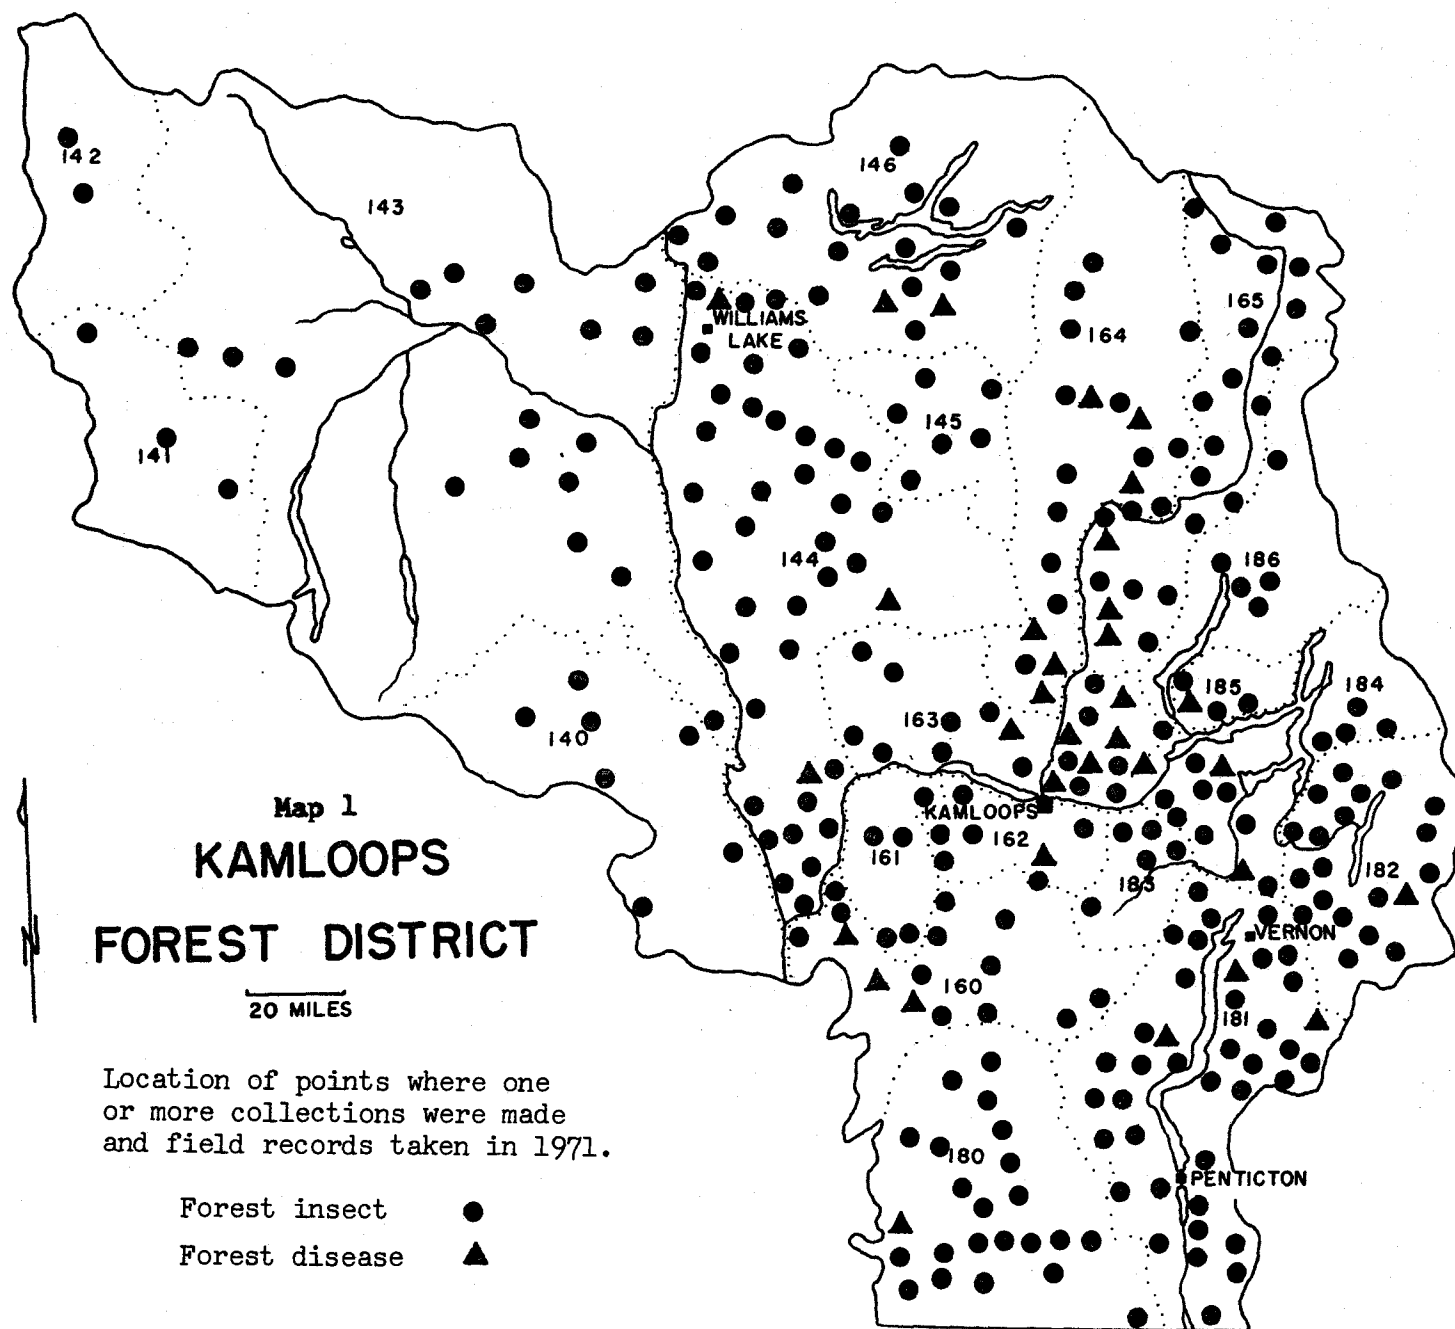 142
146
143
165
WILLIAMS
LAKE
164
145
141
144
186
185
184
163
140
Map 1
KAMLOOPS
FOREST DISTRICT
20 MILES
N
KAMLOOPS
162
161
183
182
VERNON
160
181
Location of points where one
or more collections were made
and field records taken in 1971.
180
PENTICTON
Forest insect
Forest disease